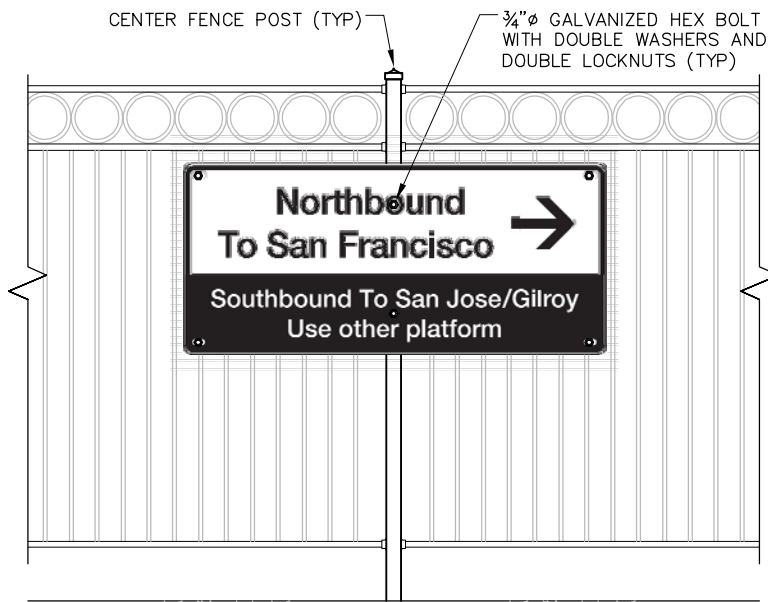 CENTER FENCE POST (TYP)
¾"ø GALVANIZED HEX BOLT
WITH DOUBLE WASHERS AND
DOUBLE LOCKNUTS (TYP)
Northbound
To San Francisco
Southbound To San Jose/Gilroy
Use other platform